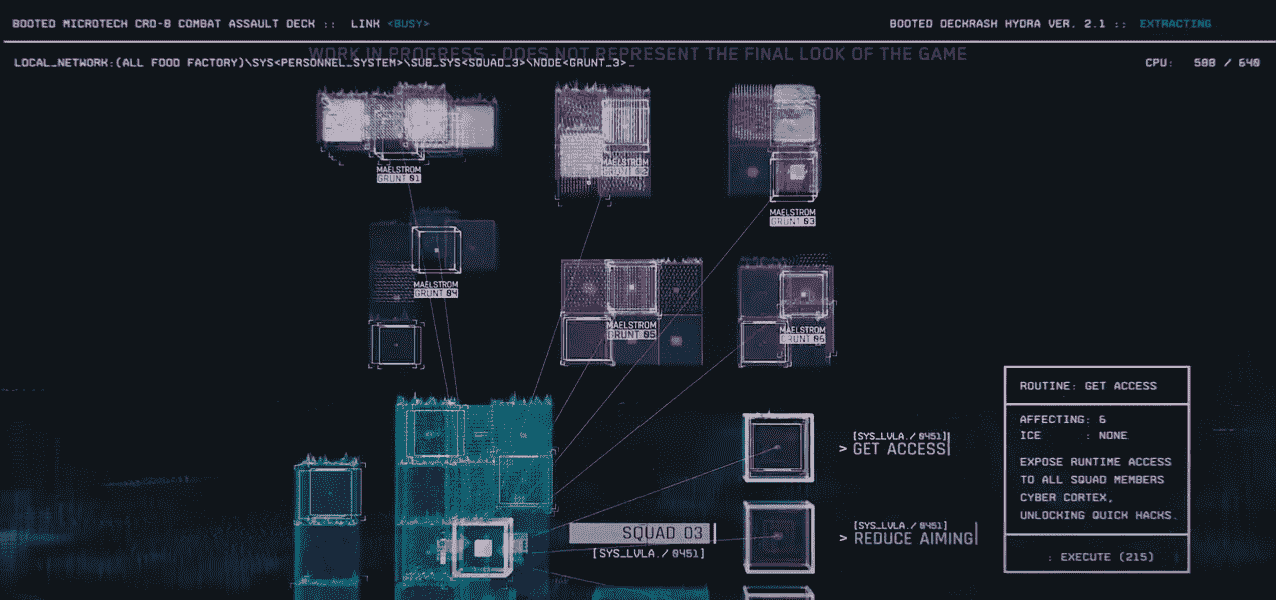 BOOTED MICROTECH CRD-8 COMBAT ASSAULT DECK :: LINK <BUSY>
BOOTED DECKRASH HYDRA VER. 2.1 :: EXTRACTING
WORK IN PROGRESS - DOES NOT REPRESENT THE FINAL LOOK OF THE GAME
LOCAL_NETWORK:(ALL FOOD FACTORY)\SYS<PERSONNEL_SYSTEM>\SUB_SYS<SQUAD_3>\NODE<GRUNT_3>_
CPU: 500 / 640
MAELSTROM
GRUNT 01
MAELSTROM
GRUNT 02
MAELSTROM
GRUNT 03
MAELSTROM
GRUNT 04
MAELSTROM
GRUNT 05
MAELSTROM
GRUNT 06
[SYS_LVLA./0451]
> GET ACCESS
[SYS_LVLA./0451]
> REDUCE AIMING
SQUAD 03
[SYS_LVLA./0451]
ROUTINE: GET ACCESS
AFFECTING: 6
ICE : NONE
EXPOSE RUNTIME ACCESS
TO ALL SQUAD MEMBERS
CYBER CORTEX,
UNLOCKING QUICK HACKS.
: EXECUTE (215)